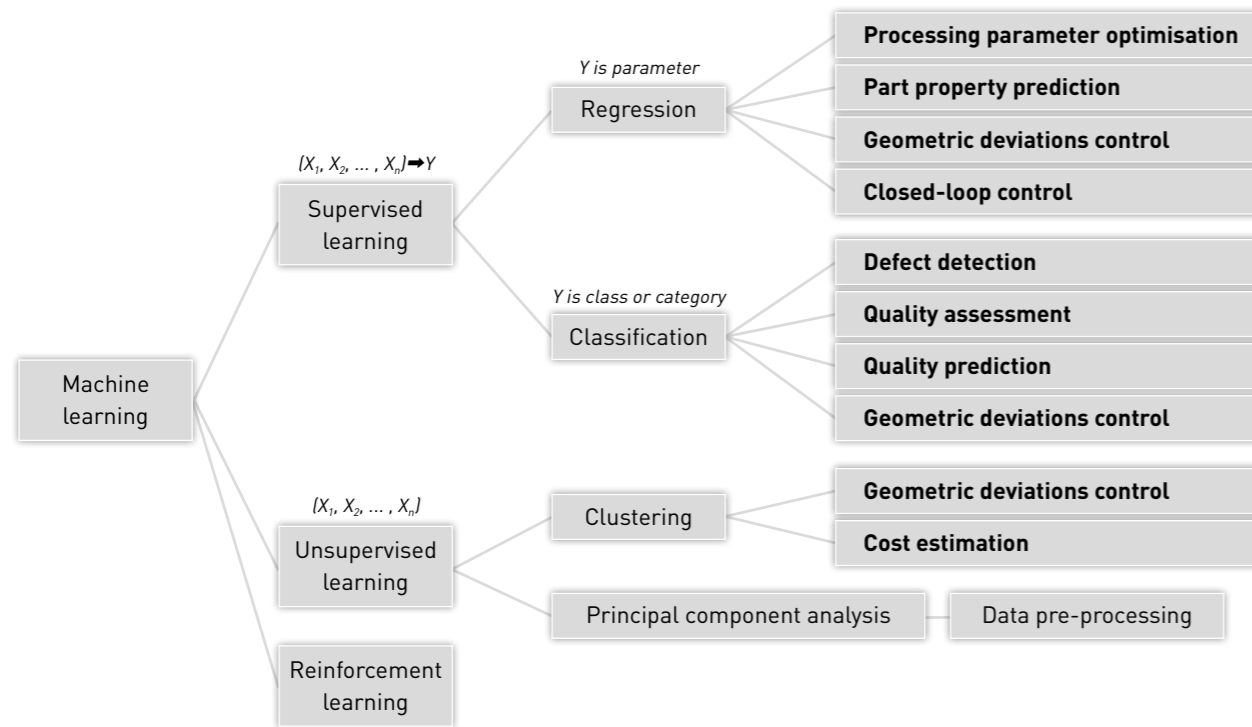 Machine
learning
(X₁, X₂, ... , Xₙ)➡Y
Supervised
learning
Y is parameter
Regression
Processing parameter optimisation
Part property prediction
Geometric deviations control
Closed-loop control
Y is class or category
Classification
Defect detection
Quality assessment
Quality prediction
Geometric deviations control
(X₁, X₂, ... , Xₙ)
Unsupervised
learning
Clustering
Geometric deviations control
Cost estimation
Principal component analysis
Data pre-processing
Reinforcement
learning